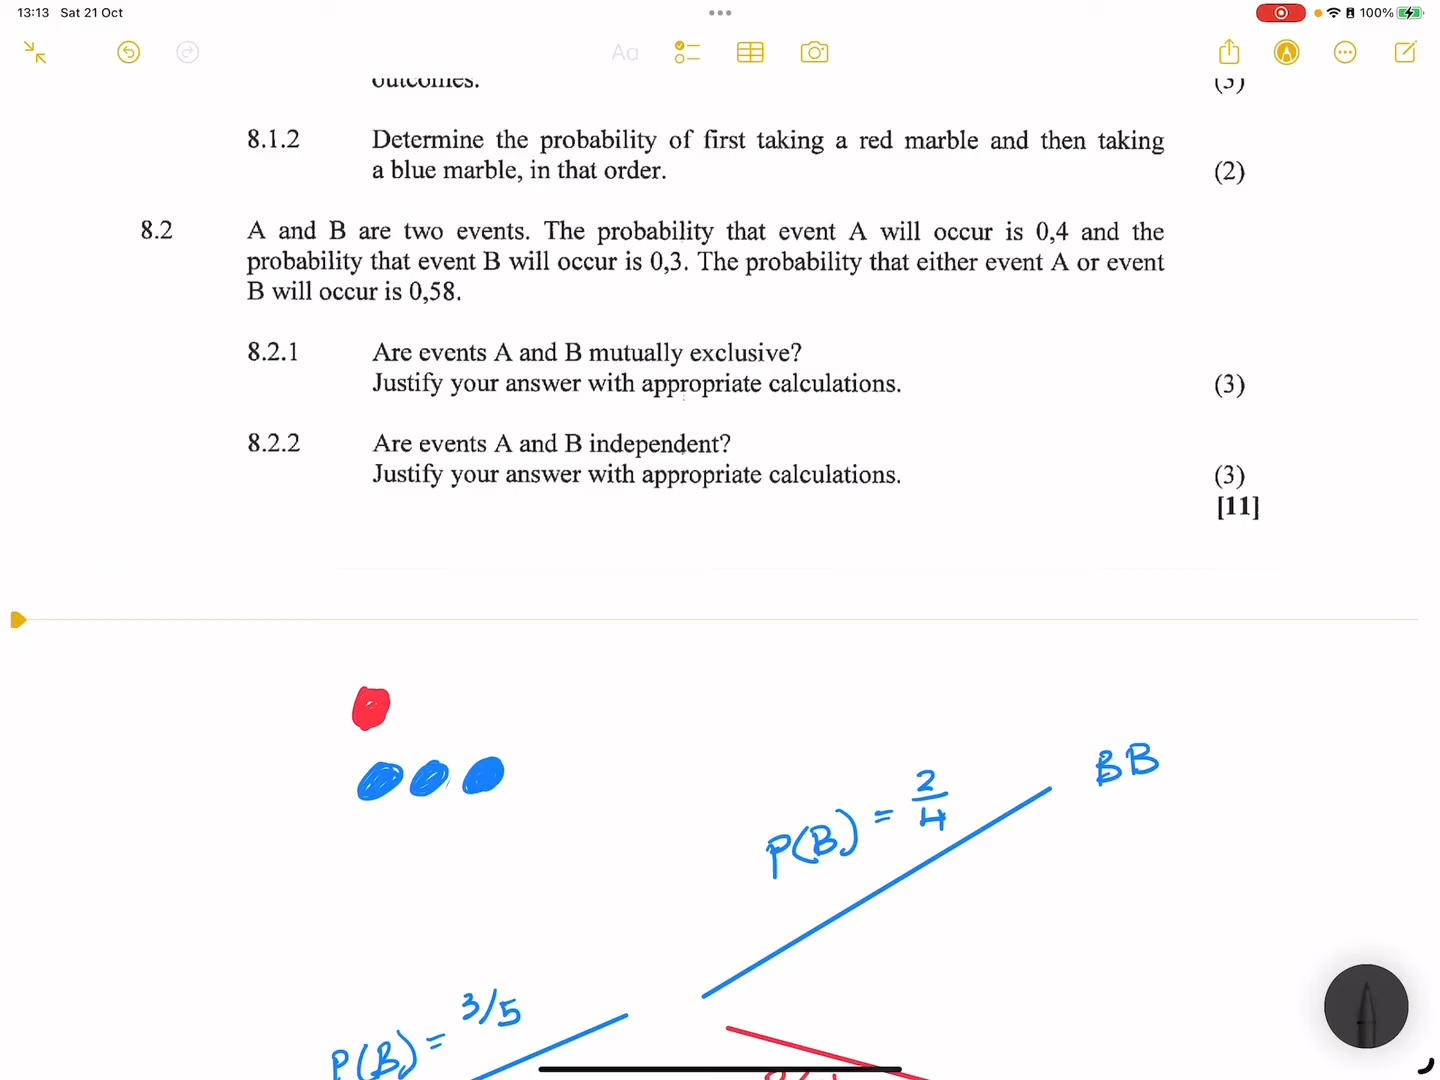 13:13 Sat 21 Oct
100%
Aa
outcomes. (3)
8.1.2 Determine the probability of first taking a red marble and then taking
a blue marble, in that order. (2)
8.2 A and B are two events. The probability that event A will occur is 0,4 and the
probability that event B will occur is 0,3. The probability that either event A or event
B will occur is 0,58.
8.2.1 Are events A and B mutually exclusive?
Justify your answer with appropriate calculations. (3)
8.2.2 Are events A and B independent?
Justify your answer with appropriate calculations. (3)
[11]
BB
P(B) = 2/4
P(B) = 3/5